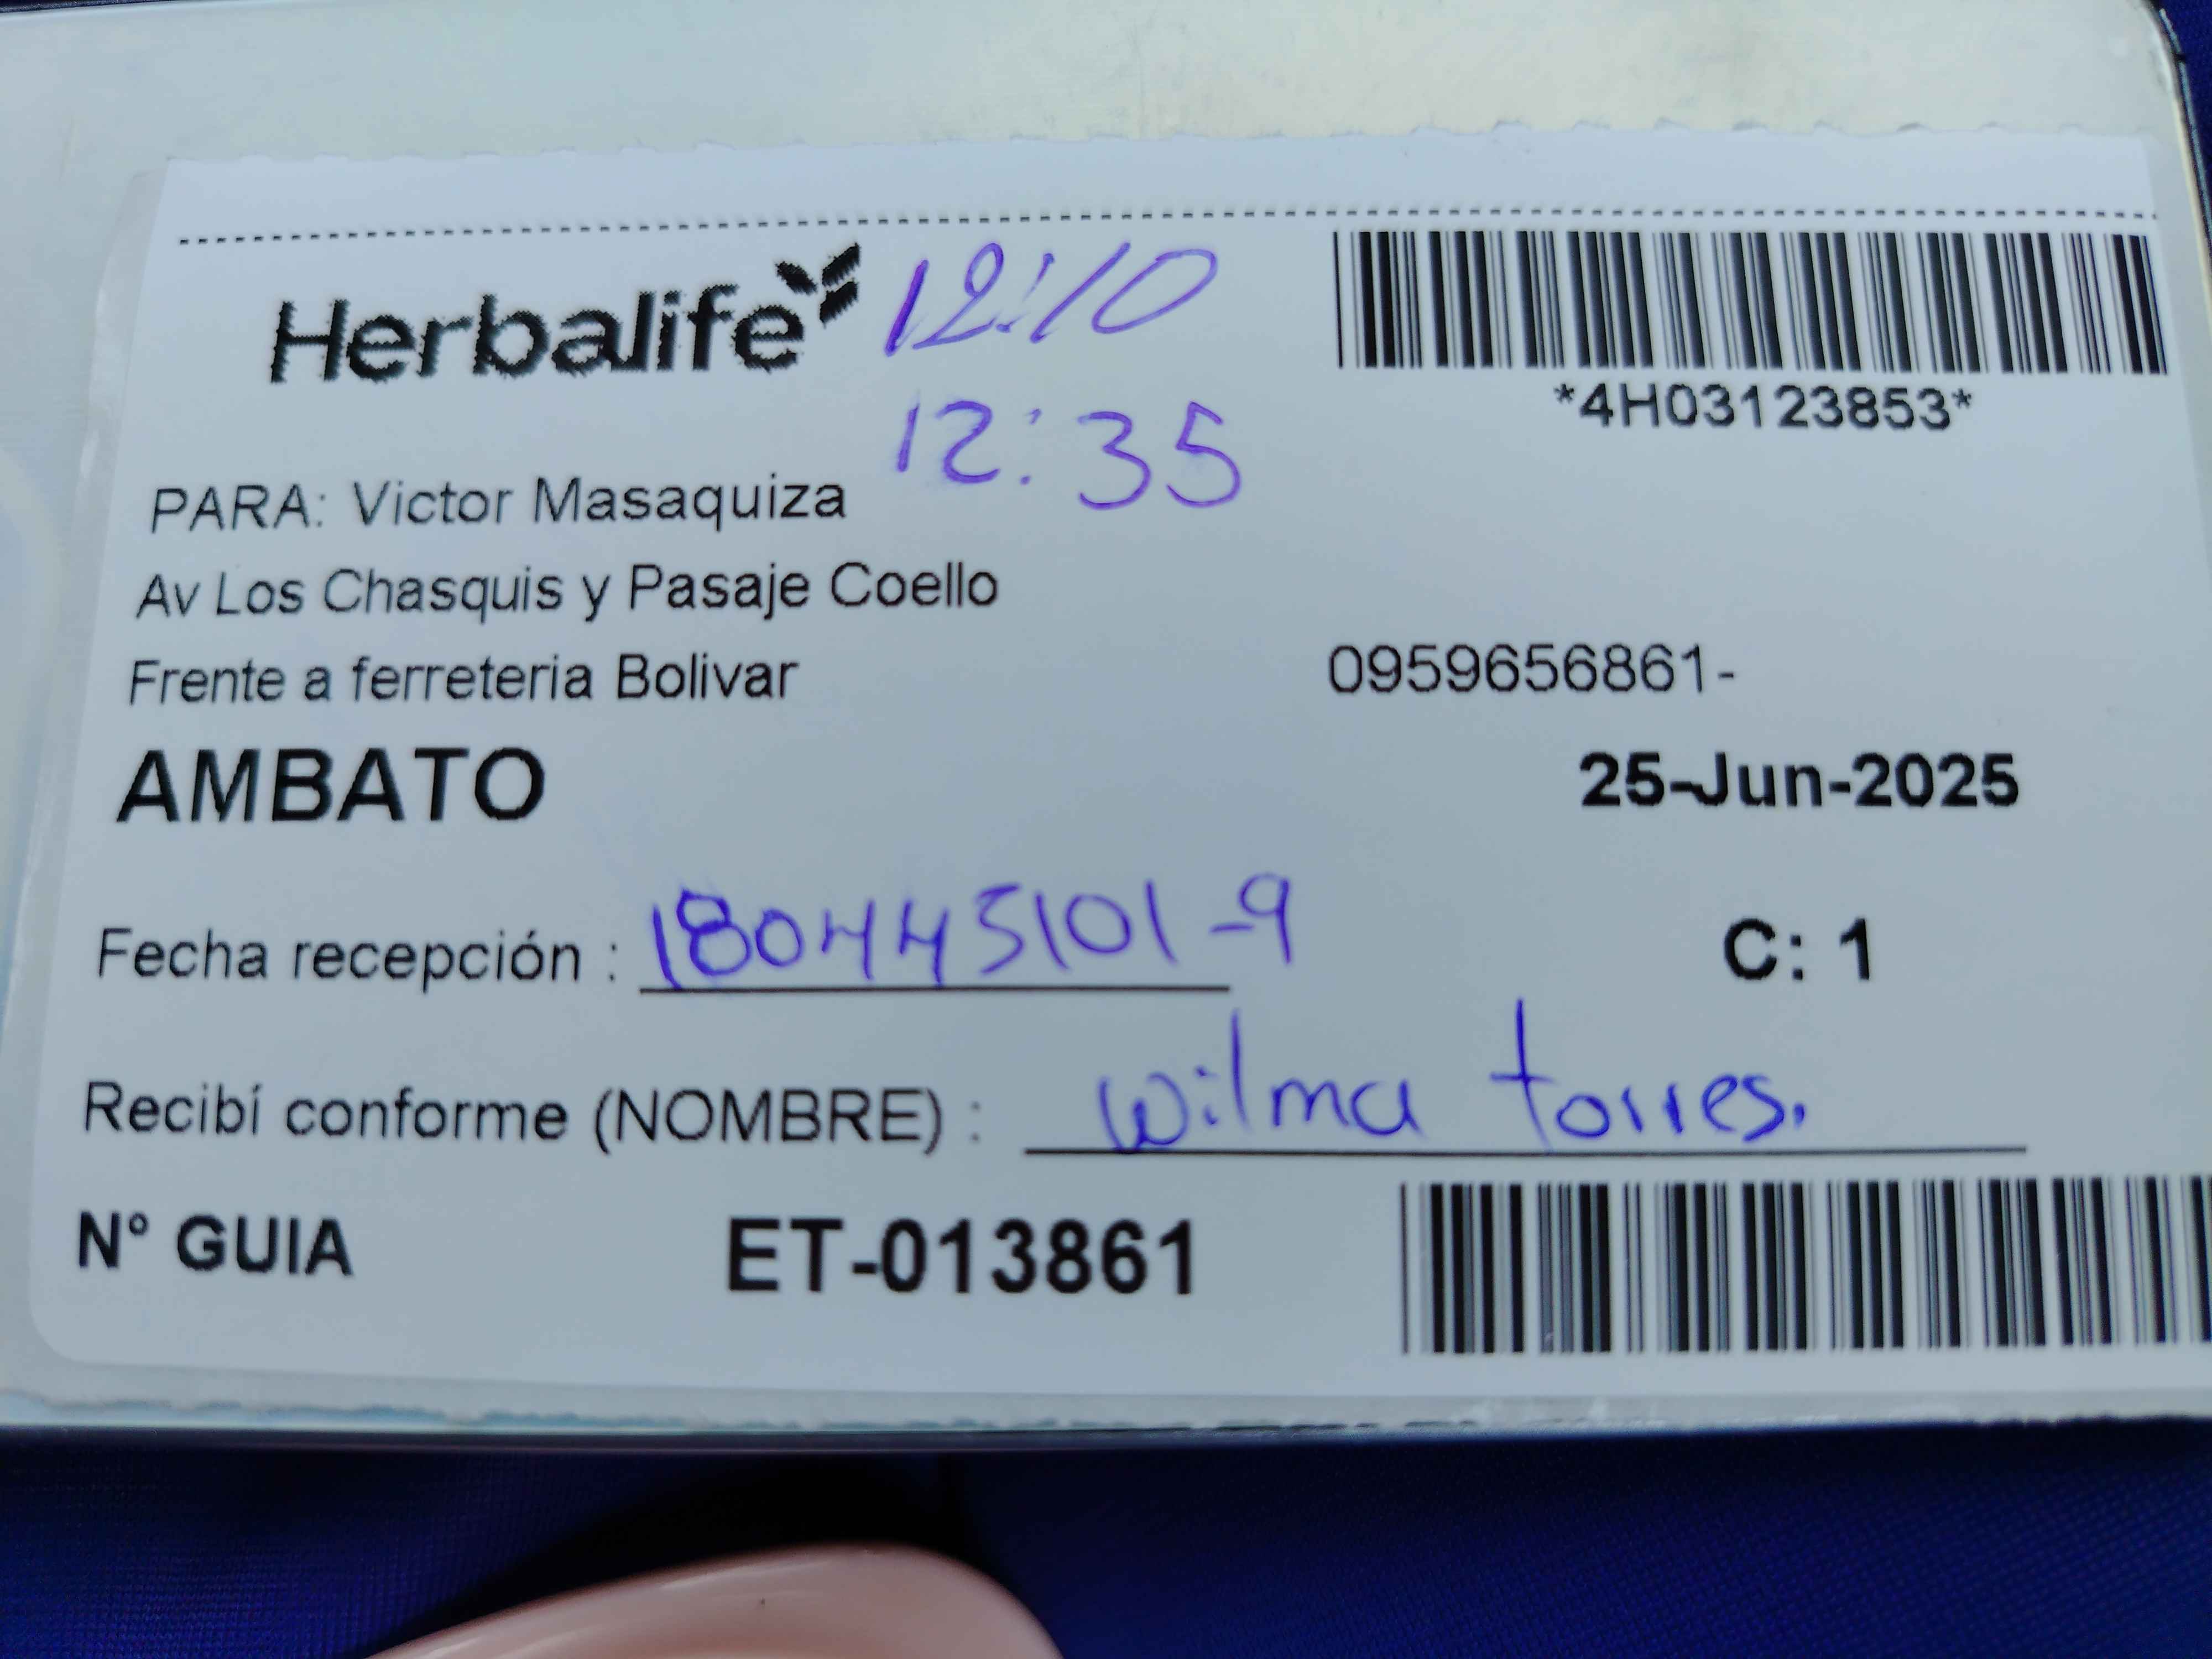 Herbalife 12:10
12:35
*4H03123853*
PARA: Victor Masaquiza
Av Los Chasquis y Pasaje Coello
Frente a ferreteria Bolivar 0959656861-
AMBATO 25-Jun-2025
Fecha recepción : 180445101-9 C: 1
Recibí conforme (NOMBRE) : wilma torres.
N° GUIA ET-013861